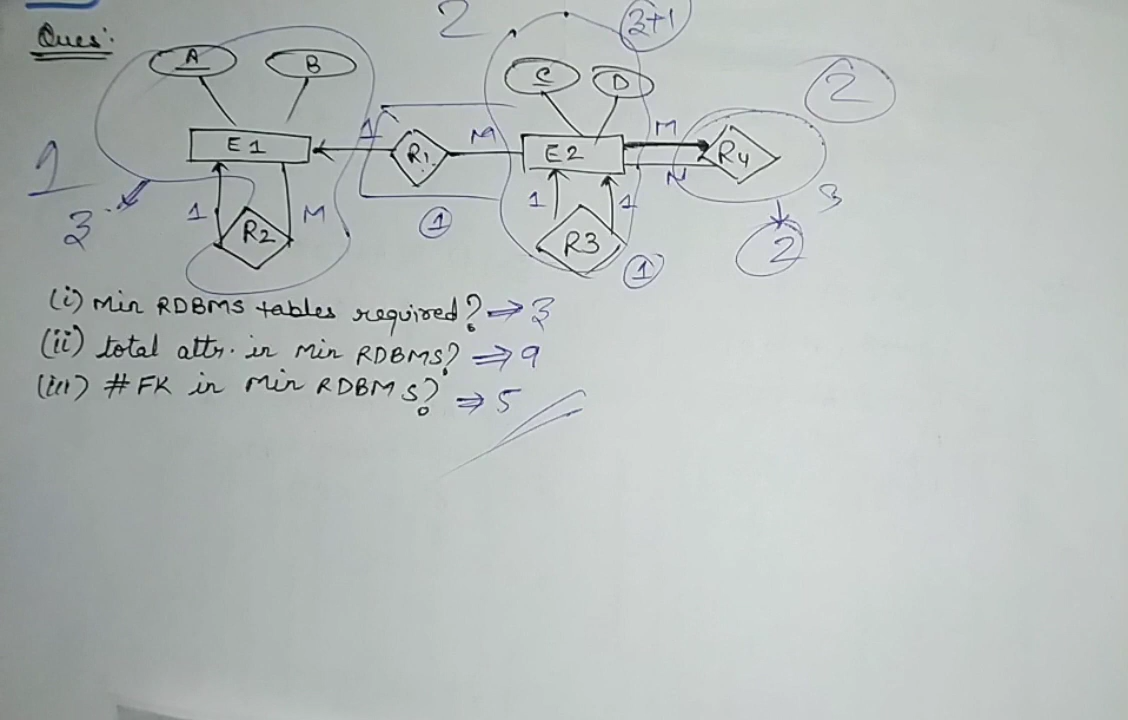 Ques:
2
3+1
A
B
C
D
2
E1
1
R1
M
E2
M
R4
N
1
3
1
R2
M
1
1
R3
1
1
3
2
(i) Min RDBMS tables required? ⇒ 3
(ii) total attr. in Min RDBMS? ⇒ 9
(iii) # FK in Min RDBMS? ⇒ 5